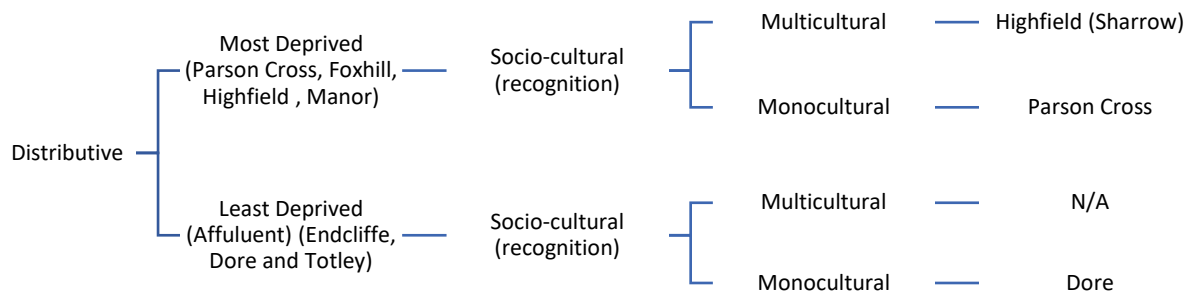 Distributive
Most Deprived
(Parson Cross, Foxhill,
Highfield , Manor)
Socio-cultural
(recognition)
Multicultural
Highfield (Sharrow)
Monocultural
Parson Cross
Least Deprived
(Affuluent) (Endcliffe,
Dore and Totley)
Socio-cultural
(recognition)
Multicultural
N/A
Monocultural
Dore